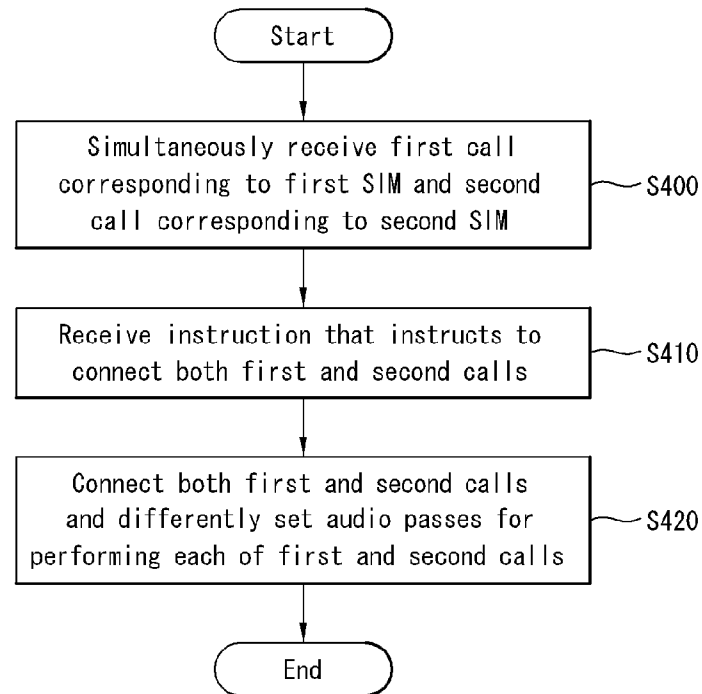 Start
Simultaneously receive first call
corresponding to first SIM and second
call corresponding to second SIM
S400
Receive instruction that instructs to
connect both first and second calls
S410
Connect both first and second calls
and differently set audio passes for
performing each of first and second calls
S420
End